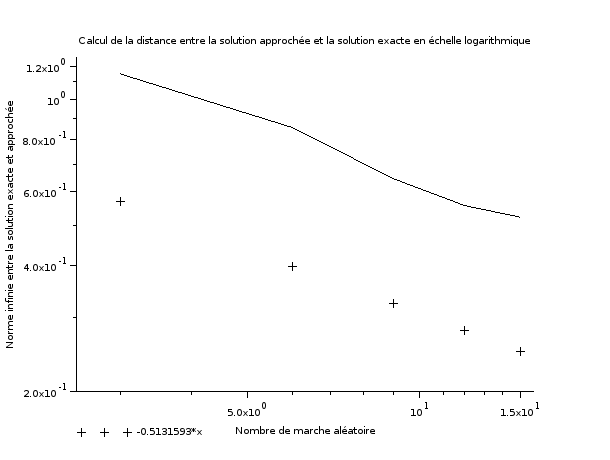 Calcul de la distance entre la solution approchée et la solution exacte en échelle logarithmique
Norme infinie entre la solution exacte et approchée
1.2x10^0
10^0
8.0x10^-1
6.0x10^-1
4.0x10^-1
2.0x10^-1
5.0x10^0
10^1
1.5x10^1
Nombre de marche aléatoire
-0.5131593*x